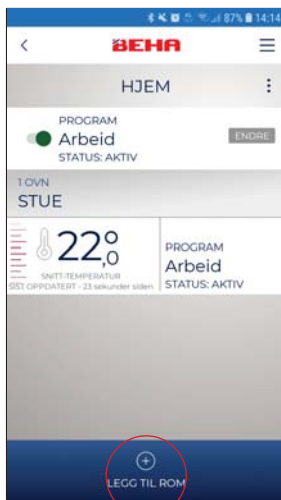 87% 14:14
BEHA
HJEM
PROGRAM
Arbeid
STATUS: AKTIV
ENDRE
1 OVN
STUE
22,0°
SNITT-TEMPERATUR
SIST OPPDATERT - 23 sekunder siden
PROGRAM
Arbeid
STATUS: AKTIV
LEGG TIL ROM